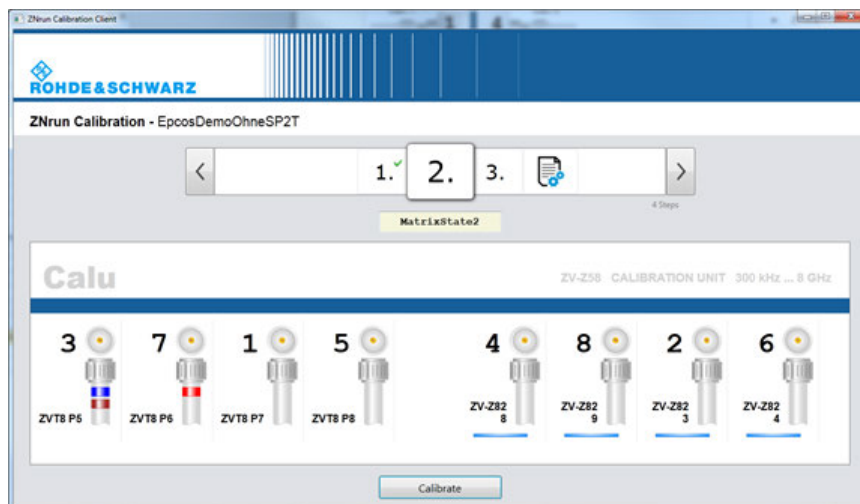 ZNrun Calibration Client
ROHDE&SCHWARZ
ZNrun Calibration - EpcosDemoOhneSP2T
1. 2. 3.
4 Steps
MatrixState2
Calu ZV-Z58 CALIBRATION UNIT 300 kHz ... 8 GHz
3 7 1 5 4 8 2 6
ZVT8 P5 ZVT8 P6 ZVT8 P7 ZVT8 P8 ZV-Z82 ZV-Z82 ZV-Z82 ZV-Z82
8 9 3 4
Calibrate